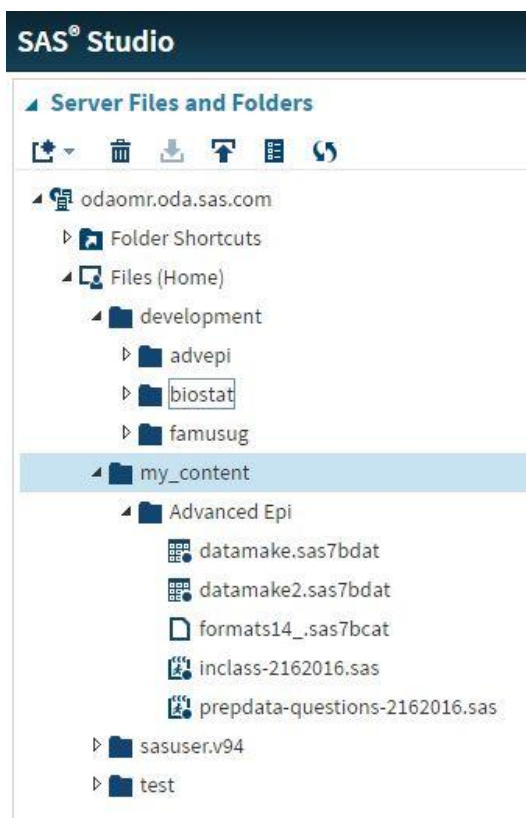 SAS® Studio
Server Files and Folders
odaomr.oda.sas.com
Folder Shortcuts
Files (Home)
development
advepi
biostat
famusug
my_content
Advanced Epi
datamake.sas7bdat
datamake2.sas7bdat
formats14_.sas7bcat
inclass-2162016.sas
prepdata-questions-2162016.sas
sasuser.v94
test